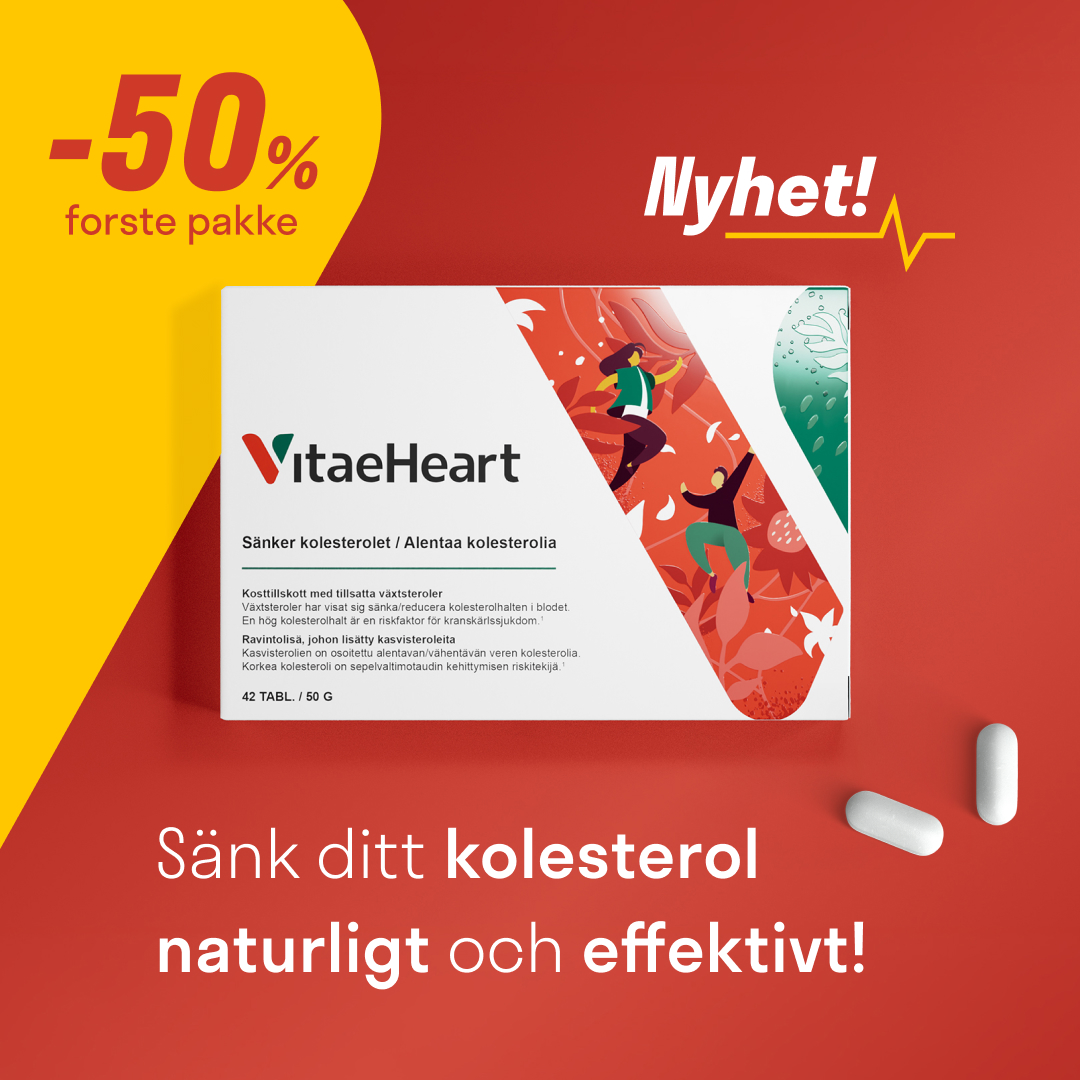 -50%
forste pakke
Nyhet!
VitaeHeart
Sänker kolesterolet / Alentaa kolesterolia
Kosttillskott med tillsatta växtsteroler
Växtsteroler har visat sig sänka/reducera kolesterolhalten i blodet.
En hög kolesterolhalt är en riskfaktor för kranskärlssjukdom.¹
Ravintolisä, johon lisätty kasvisteroleita
Kasvisterolien on osoitettu alentavan/vähentävän veren kolesterolia.
Korkea kolesteroli on sepelvaltimotaudin kehittymisen riskitekijä.¹
42 TABL. / 50 G
Sänk ditt kolesterol
naturligt och effektivt!